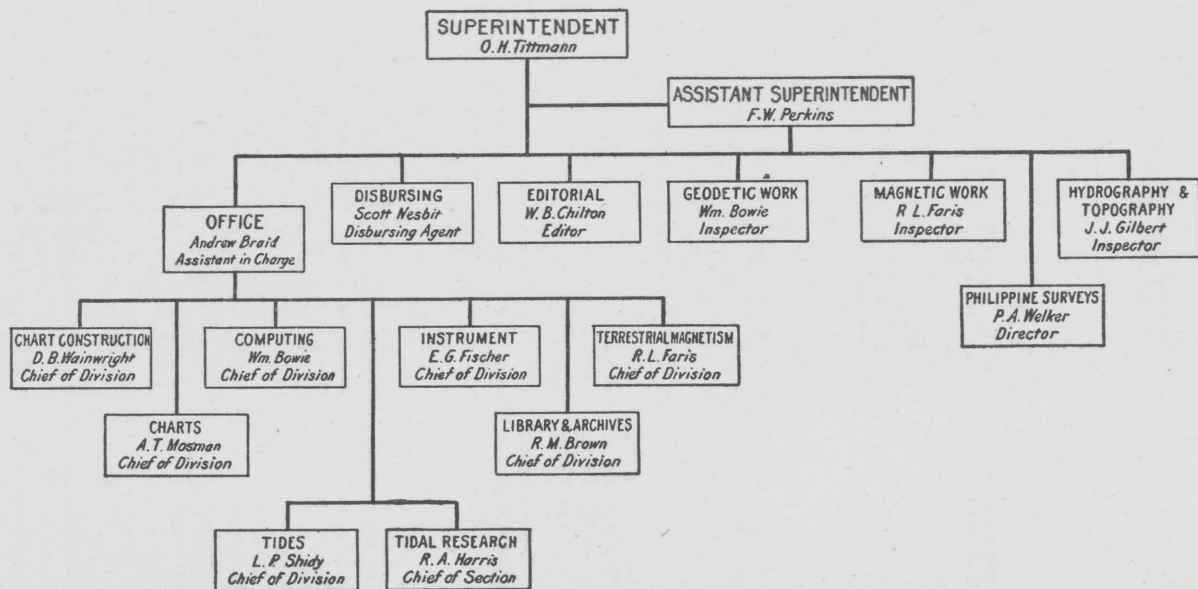 SUPERINTENDENT
O.H. Tittmann
ASSISTANT SUPERINTENDENT
F.W. Perkins
OFFICE
Andrew Braid
Assistant in Charge
DISBURSING
Scott Nesbit
Disbursing Agent
EDITORIAL
W.B. Chilton
Editor
GEODETIC WORK
Wm. Bowie
Inspector
MAGNETIC WORK
R L. Faris
Inspector
HYDROGRAPHY &
TOPOGRAPHY
J.J. Gilbert
Inspector
PHILIPPINE SURVEYS
P.A. Welker
Director
CHART CONSTRUCTION
D.B. Wainwright
Chief of Division
COMPUTING
Wm. Bowie
Chief of Division
INSTRUMENT
E.G. Fischer
Chief of Division
TERRESTRIAL MAGNETISM
R.L. Faris
Chief of Division
CHARTS
A.T. Mosman
Chief of Division
LIBRARY & ARCHIVES
R.M. Brown
Chief of Division
TIDES
L.P. Shidy
Chief of Division
TIDAL RESEARCH
R.A. Harris
Chief of Section